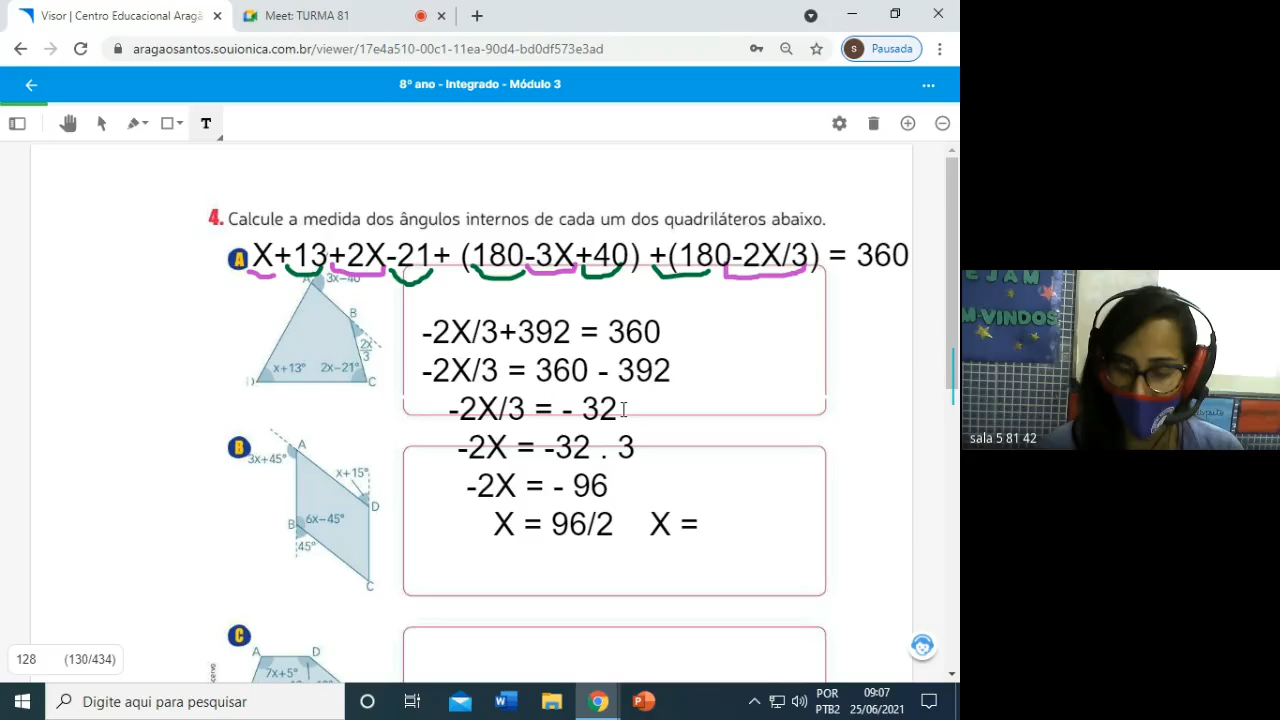 Visor | Centro Educacional Aragã
Meet: TURMA 81
aragaosantos.souionica.com.br/viewer/17e4a510-00c1-11ea-90d4-bd0df573e3ad
S Pausada
8º ano - Integrado - Módulo 3
T
4. Calcule a medida dos ângulos internos de cada um dos quadriláteros abaixo.
A X+13+2X-21+ (180-3X+40) +(180-2X/3) = 360
A 3x-40°
B
2x
3
x+13° 2x-21°
D C
-2X/3+392 = 360
-2X/3 = 360 - 392
-2X/3 = - 32
-2X = -32 . 3
-2X = - 96
X = 96/2 X =
B
A
3x+45°
x+15°
D
B 6x-45°
45°
C
C
A D
7x+5°
128 (130/434)
EJAM
M-VINDOS
sala 5 81 42
Digite aqui para pesquisar
POR
PTB2
09:07
25/06/2021